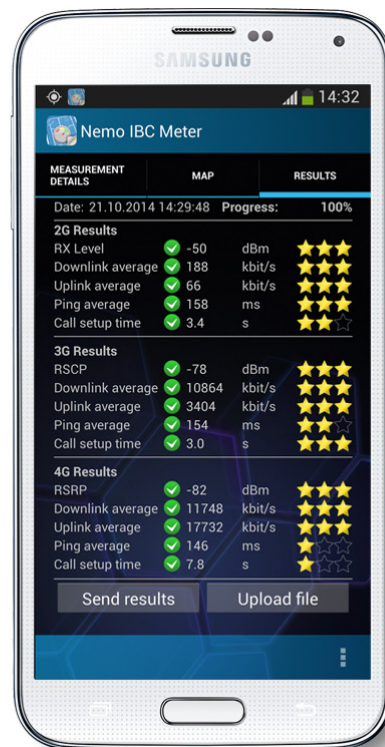 SAMSUNG
14:32
Nemo IBC Meter
MEASUREMENT DETAILS MAP RESULTS
Date: 21.10.2014 14:29:48 Progress: 100%
2G Results
RX Level -50 dBm
Downlink average 188 kbit/s
Uplink average 66 kbit/s
Ping average 158 ms
Call setup time 3.4 s
3G Results
RSCP -78 dBm
Downlink average 10864 kbit/s
Uplink average 3404 kbit/s
Ping average 154 ms
Call setup time 3.0 s
4G Results
RSRP -82 dBm
Downlink average 11748 kbit/s
Uplink average 17732 kbit/s
Ping average 146 ms
Call setup time 7.8 s
Send results Upload file